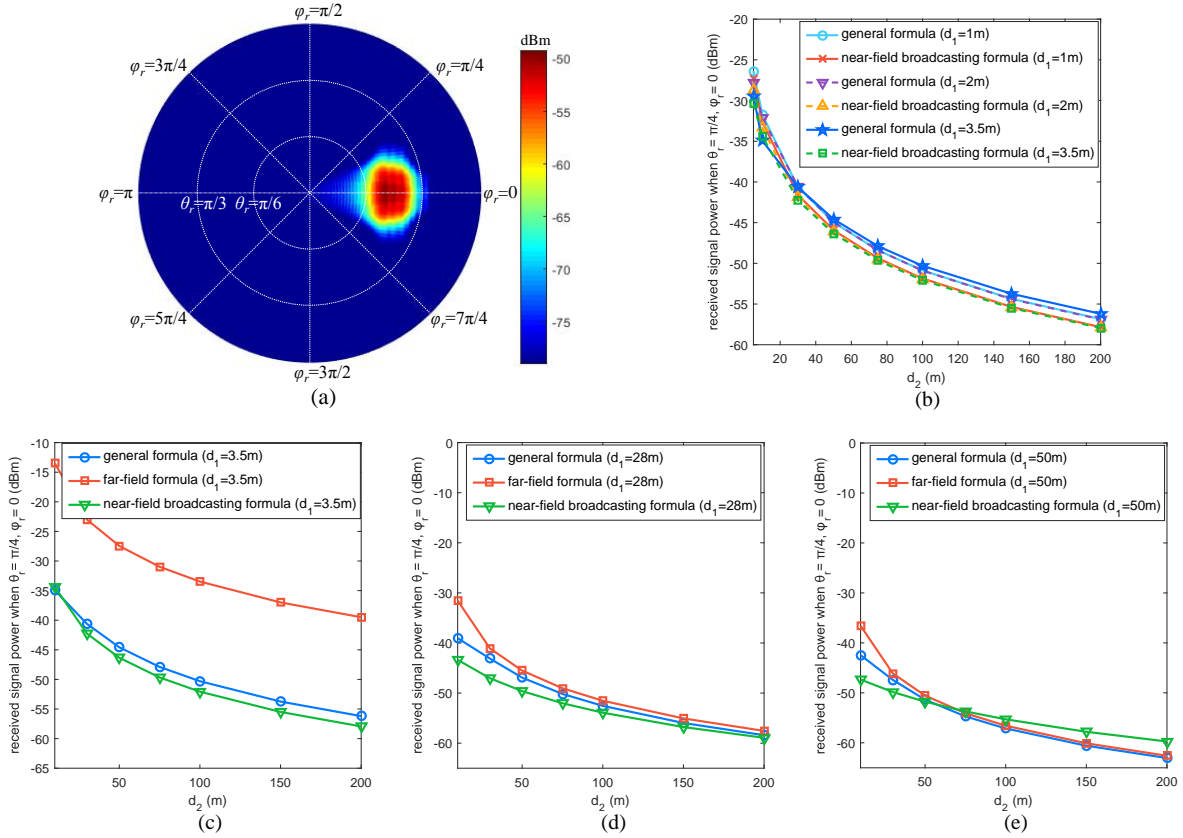 φr=π/2
dBm
φr=3π/4
φr=π/4
φr=π
θr=π/3
θr=π/6
φr=0
φr=5π/4
φr=7π/4
φr=3π/2
-50
-55
-60
-65
-70
-75
(a)
received signal power when θr = π/4, φr = 0 (dBm)
-20
-25
-30
-35
-40
-45
-50
-55
-60
general formula (d1=1m)
near-field broadcasting formula (d1=1m)
general formula (d1=2m)
near-field broadcasting formula (d1=2m)
general formula (d1=3.5m)
near-field broadcasting formula (d1=3.5m)
20 40 60 80 100 120 140 160 180 200
d2 (m)
(b)
received signal power when θr = π/4, φr = 0 (dBm)
-10
-15
-20
-25
-30
-35
-40
-45
-50
-55
-60
-65
general formula (d1=3.5m)
far-field formula (d1=3.5m)
near-field broadcasting formula (d1=3.5m)
50 100 150 200
d2 (m)
(c)
received signal power when θr = π/4, φr = 0 (dBm)
0
-10
-20
-30
-40
-50
-60
general formula (d1=28m)
far-field formula (d1=28m)
near-field broadcasting formula (d1=28m)
50 100 150 200
d2 (m)
(d)
received signal power when θr = π/4, φr = 0 (dBm)
0
-10
-20
-30
-40
-50
-60
general formula (d1=50m)
far-field formula (d1=50m)
near-field broadcasting formula (d1=50m)
50 100 150 200
d2 (m)
(e)